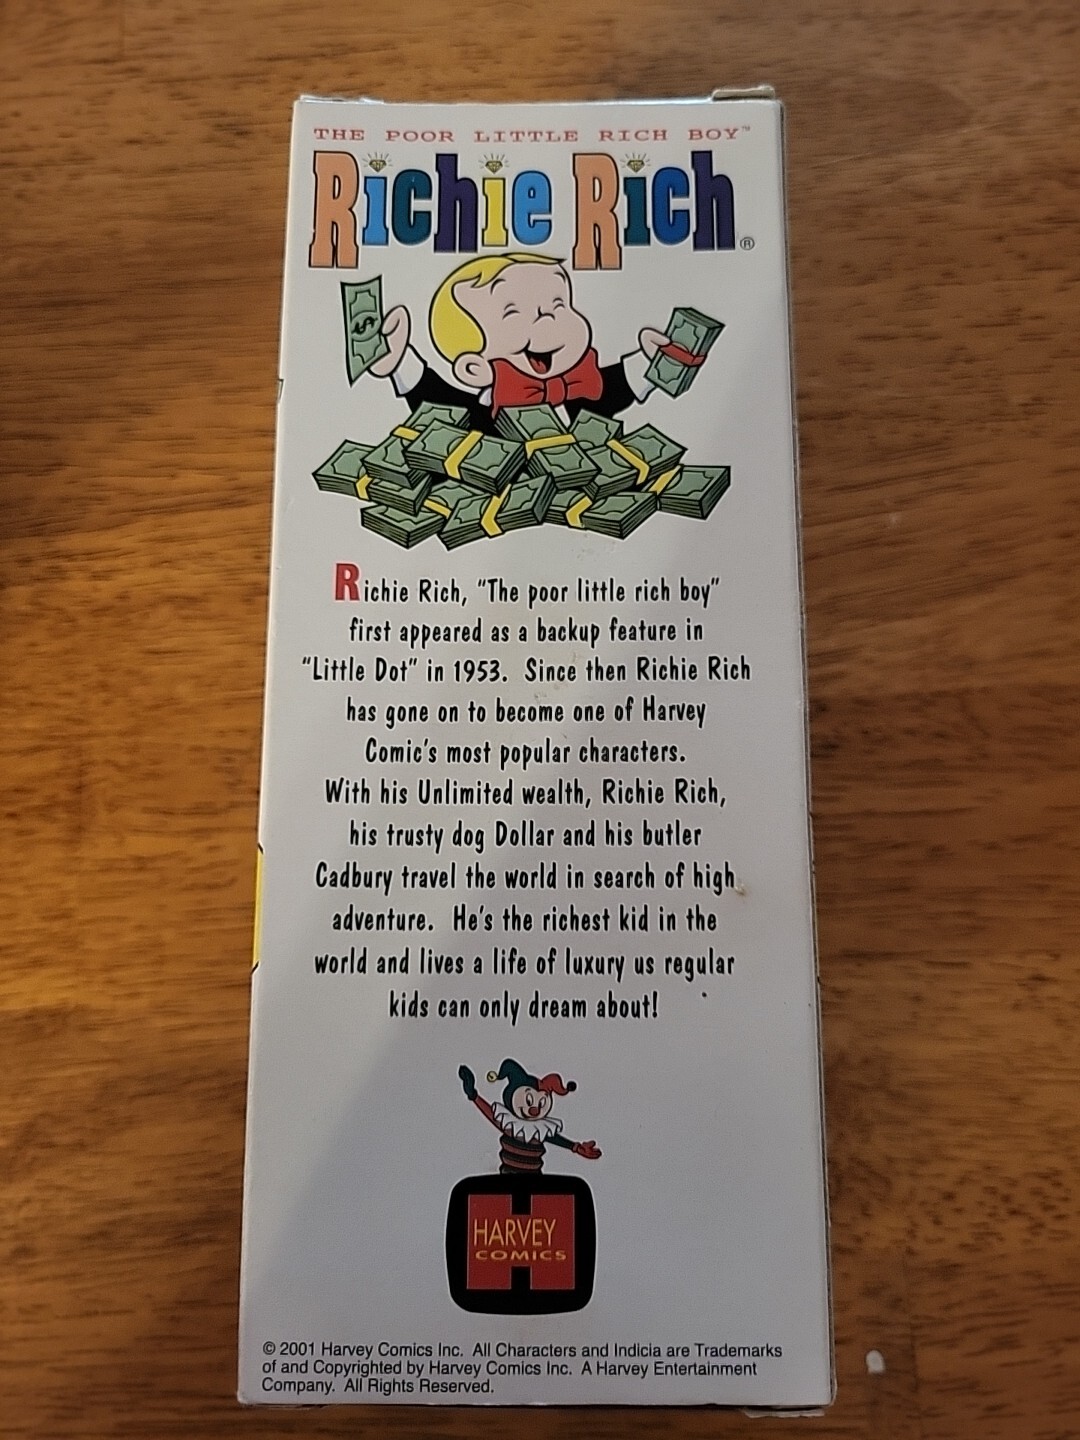 THE POOR LITTLE RICH BOY™
Richie Rich®
$
Richie Rich, "The poor little rich boy"
first appeared as a backup feature in
"Little Dot" in 1953. Since then Richie Rich
has gone on to become one of Harvey
Comic's most popular characters.
With his Unlimited wealth, Richie Rich,
his trusty dog Dollar and his butler
Cadbury travel the world in search of high
adventure. He's the richest kid in the
world and lives a life of luxury us regular
kids can only dream about!
HARVEY
COMICS
© 2001 Harvey Comics Inc. All Characters and Indicia are Trademarks
of and Copyrighted by Harvey Comics Inc. A Harvey Entertainment
Company. All Rights Reserved.